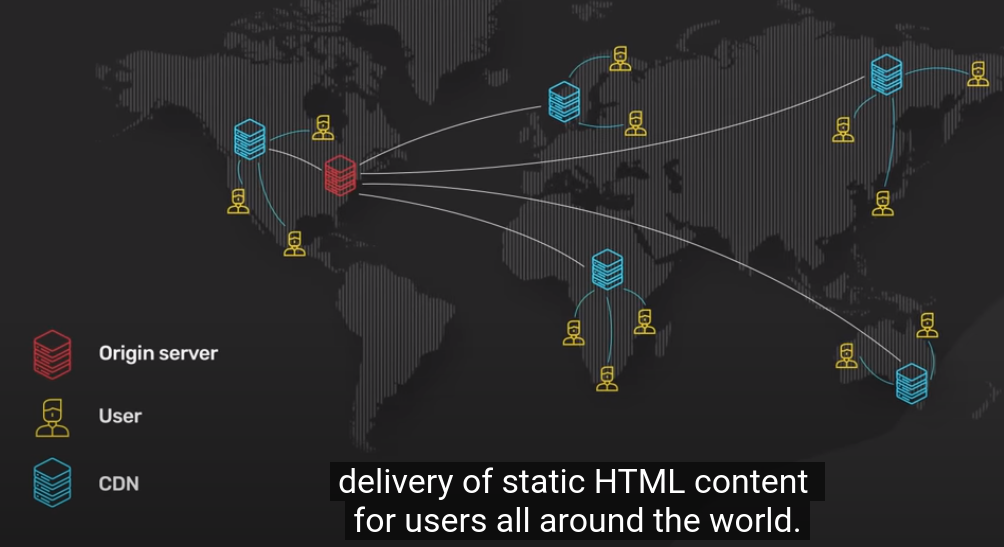 Origin server
User
CDN
delivery of static HTML content
for users all around the world.